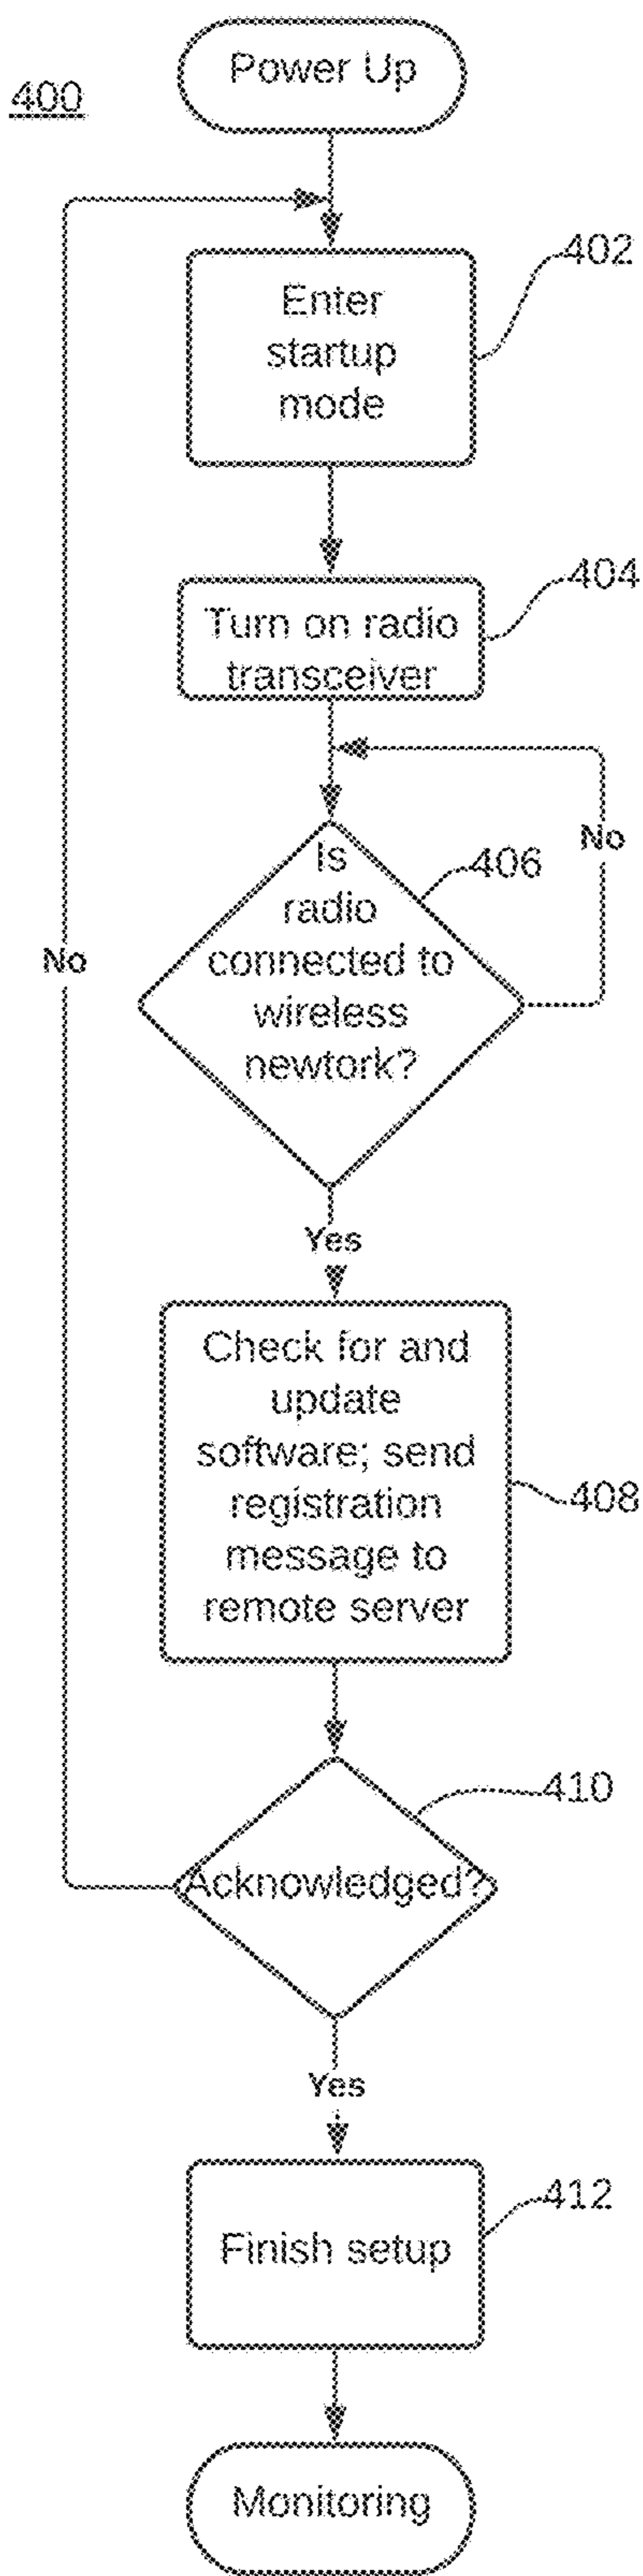 Power Up
400
402
Enter
startup
mode
404
Turn on radio
transceiver
No
406
Is
radio
connected to
wireless
newtork?
No
Yes
Check for and
update
software; send
registration
message to
remote server
408
410
Acknowledged?
Yes
412
Finish setup
Monitoring